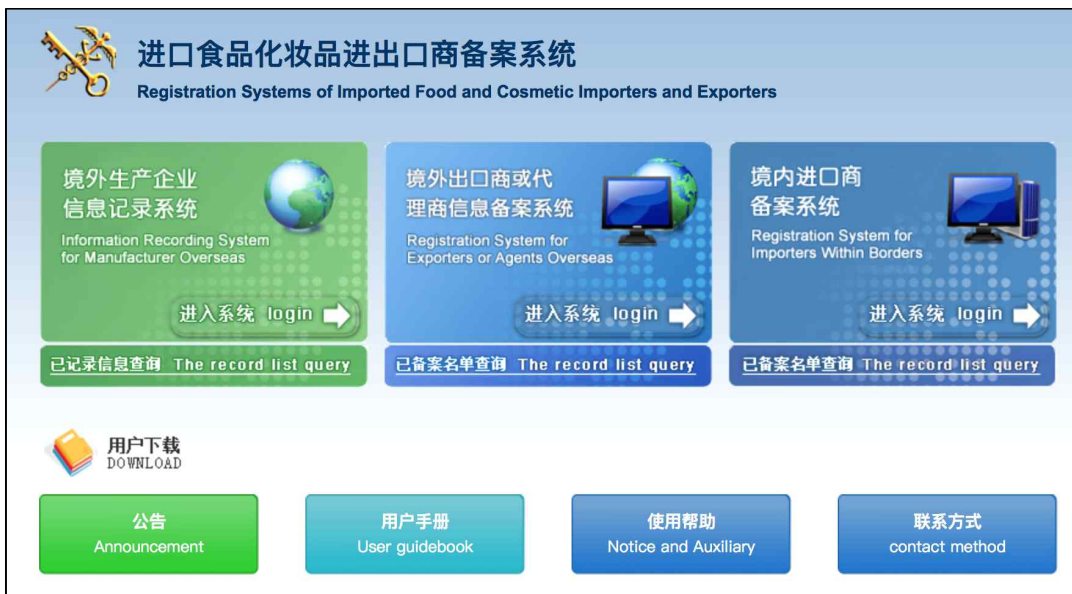 进口食品化妆品进出口商备案系统
Registration Systems of Imported Food and Cosmetic Importers and Exporters
境外生产企业
信息记录系统
Information Recording System
for Manufacturer Overseas
进入系统 login
已记录信息查询 The record list query
境外出口商或代
理商信息备案系统
Registration System for
Exporters or Agents Overseas
进入系统 login
已备案名单查询 The record list query
境内进口商
备案系统
Registration System for
Importers Within Borders
进入系统 login
已备案名单查询 The record list query
用户下载
DOWNLOAD
公告
Announcement
用户手册
User guidebook
使用帮助
Notice and Auxiliary
联系方式
contact method